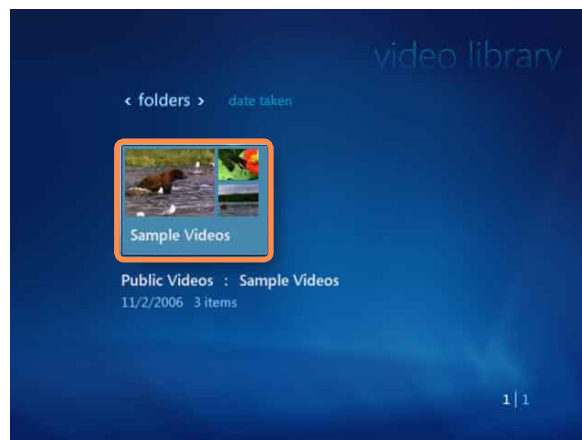 video library
‹ folders ›   date taken
Sample Videos
Public Videos : Sample Videos
11/2/2006 3 items
1 | 1